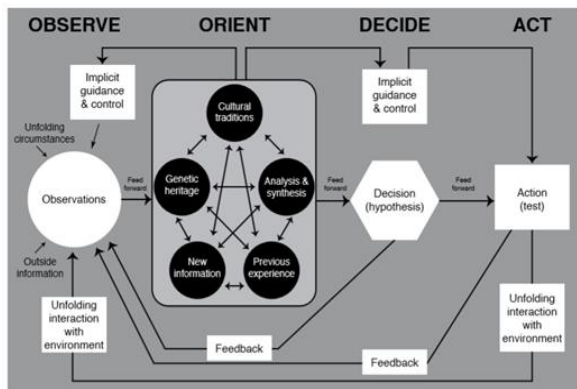 OBSERVE ORIENT DECIDE ACT
Implicit
guidance
& control
Implicit
guidance
& control
Cultural
traditions
Unfolding
circumstances
Genetic
heritage
Analysis &
synthesis
Observations
Feed
forward
Feed
forward
Decision
(hypothesis)
Feed
forward
Action
(test)
New
information
Previous
experience
Outside
information
Unfolding
interaction
with
environment
Unfolding
interaction
with
environment
Feedback
Feedback